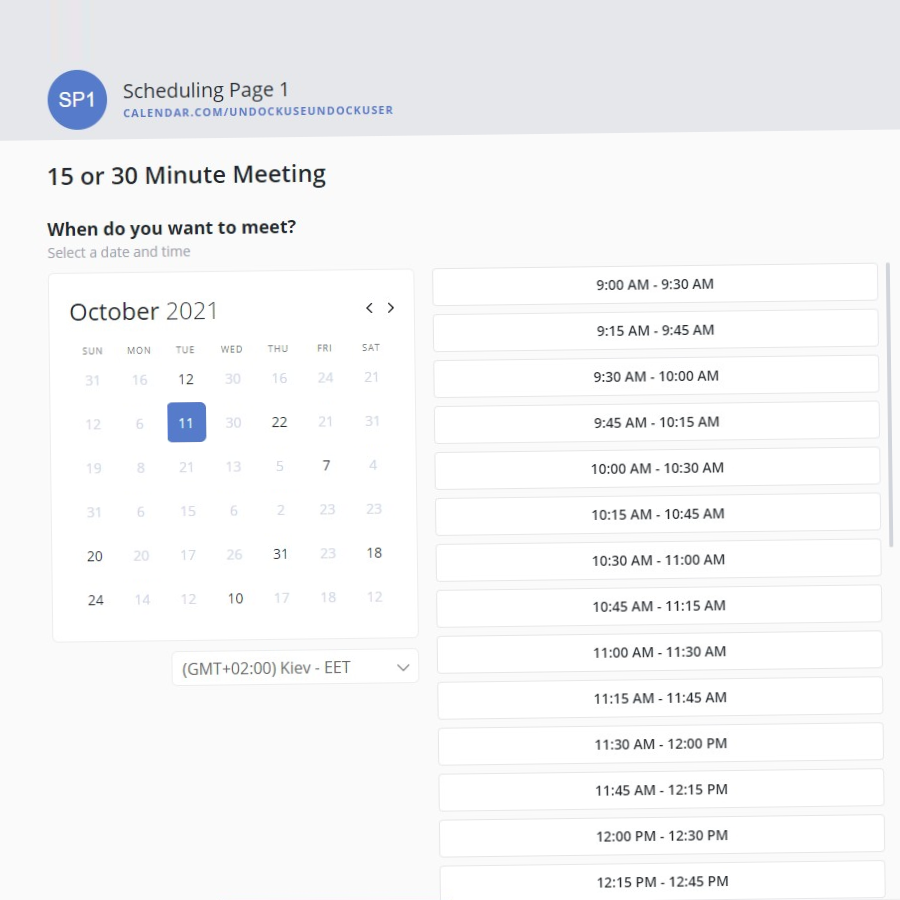 SP1
Scheduling Page 1
CALENDAR.COM/UNDOCKUSEUNDOCKUSER
15 or 30 Minute Meeting
When do you want to meet?
Select a date and time
October 2021
SUN MON TUE WED THU FRI SAT
31 16 12 30 16 24 21
12 6 11 30 22 21 31
19 8 21 13 5 7 4
31 6 15 6 2 23 23
20 20 17 26 31 23 18
24 14 12 10 17 18 12
(GMT+02:00) Kiev - EET
9:00 AM - 9:30 AM
9:15 AM - 9:45 AM
9:30 AM - 10:00 AM
9:45 AM - 10:15 AM
10:00 AM - 10:30 AM
10:15 AM - 10:45 AM
10:30 AM - 11:00 AM
10:45 AM - 11:15 AM
11:00 AM - 11:30 AM
11:15 AM - 11:45 AM
11:30 AM - 12:00 PM
11:45 AM - 12:15 PM
12:00 PM - 12:30 PM
12:15 PM - 12:45 PM